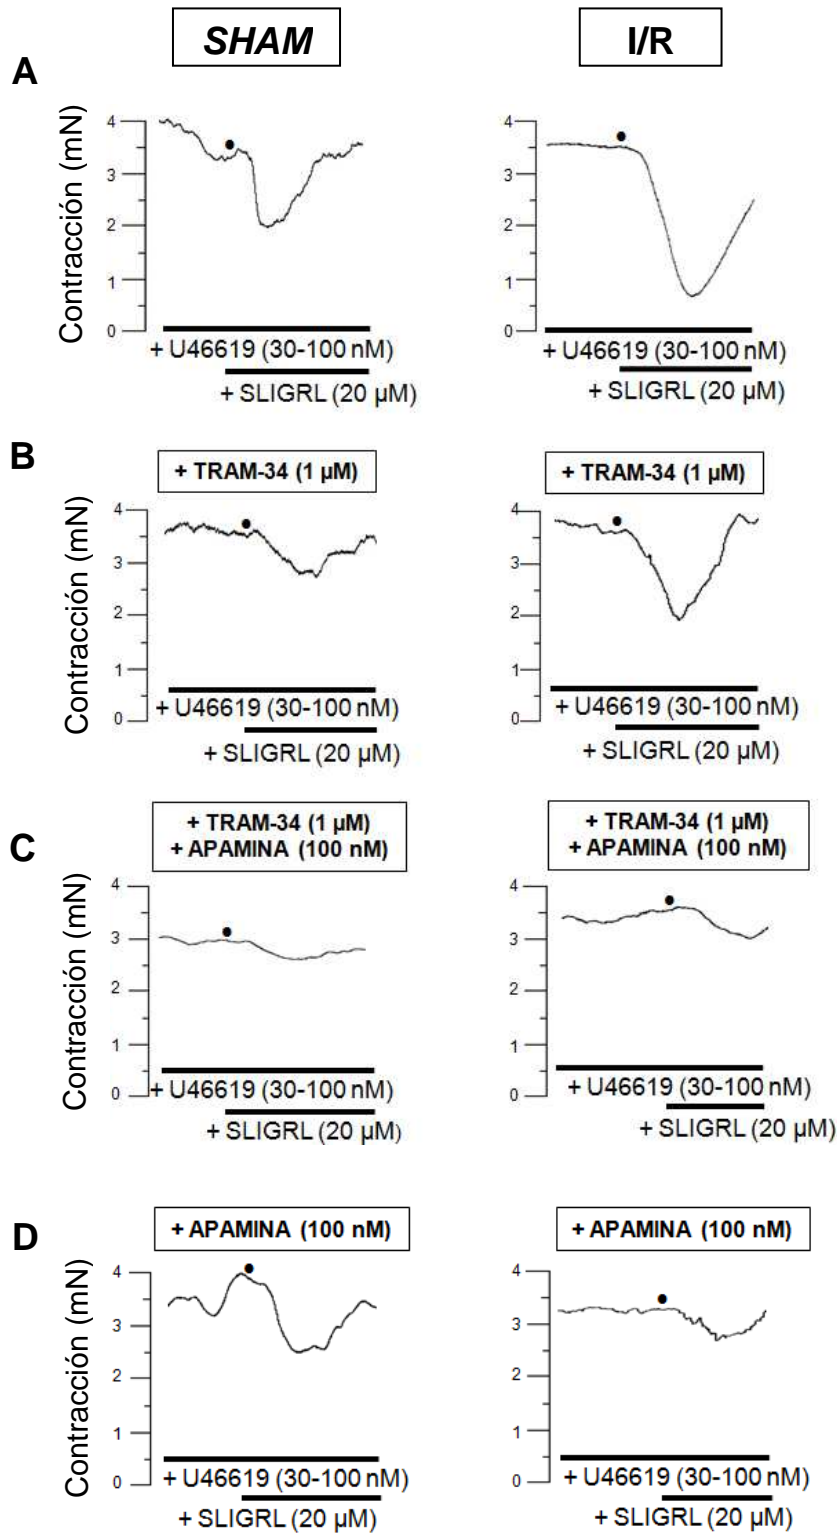 SHAM
I/R
A
Contracción (mN)
4
3
2
1
0
+ U46619 (30-100 nM)
+ SLIGRL (20 µM)
4
3
2
1
0
+ U46619 (30-100 nM)
+ SLIGRL (20 µM)
B
+ TRAM-34 (1 µM)
Contracción (mN)
4
3
2
1
0
+ U46619 (30-100 nM)
+ SLIGRL (20 µM)
+ TRAM-34 (1 µM)
4
3
2
1
0
+ U46619 (30-100 nM)
+ SLIGRL (20 µM)
C
+ TRAM-34 (1 µM)
+ APAMINA (100 nM)
Contracción (mN)
4
3
2
1
0
+ U46619 (30-100 nM)
+ SLIGRL (20 µM)
+ TRAM-34 (1 µM)
+ APAMINA (100 nM)
4
3
2
1
0
+ U46619 (30-100 nM)
+ SLIGRL (20 µM)
D
+ APAMINA (100 nM)
Contracción (mN)
4
3
2
1
0
+ U46619 (30-100 nM)
+ SLIGRL (20 µM)
+ APAMINA (100 nM)
4
3
2
1
0
+ U46619 (30-100 nM)
+ SLIGRL (20 µM)